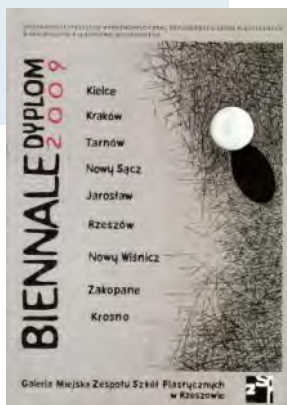 BIENNALE DYPLOM
2009
Kielce
Kraków
Tarnów
Nowy Sącz
Jarosław
Rzeszów
Nowy Wiśnicz
Zakopane
Krosno
Galeria Miejska Zespołu Szkół Plastycznych
w Rzeszowie